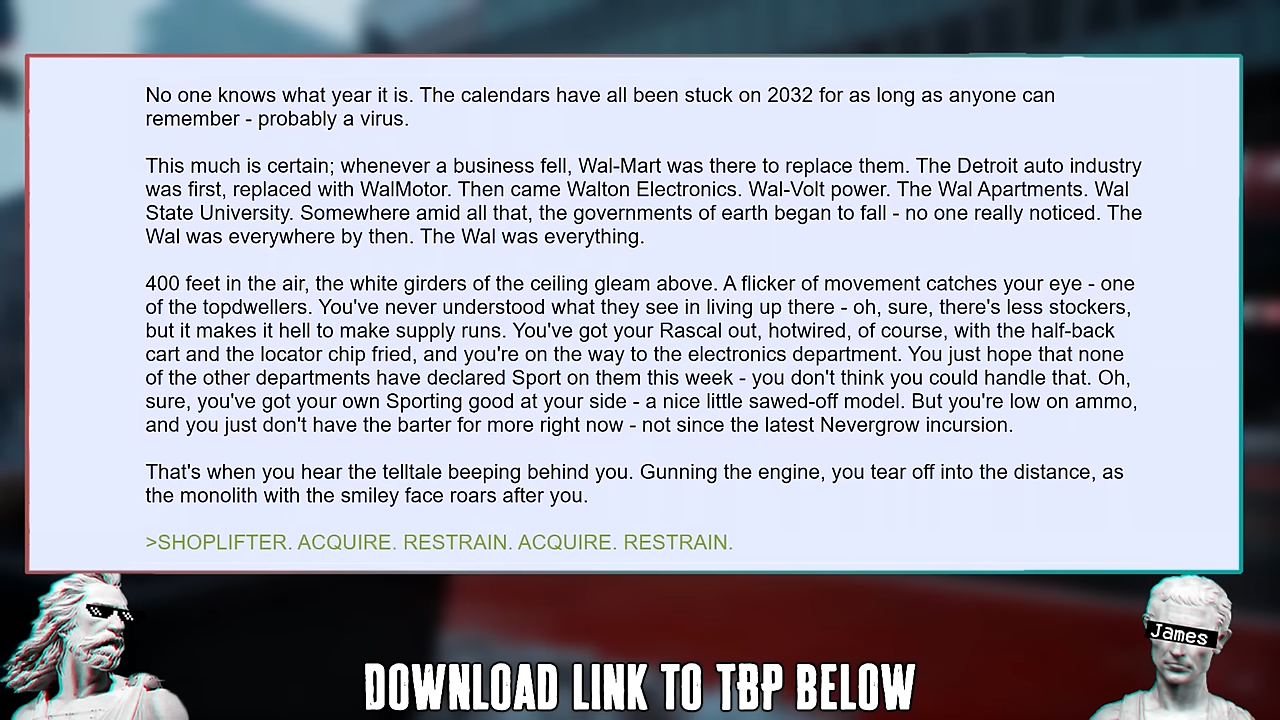 No one knows what year it is. The calendars have all been stuck on 2032 for as long as anyone can
remember - probably a virus.
This much is certain; whenever a business fell, Wal-Mart was there to replace them. The Detroit auto industry
was first, replaced with WalMotor. Then came Walton Electronics. Wal-Volt power. The Wal Apartments. Wal
State University. Somewhere amid all that, the governments of earth began to fall - no one really noticed. The
Wal was everywhere by then. The Wal was everything.
400 feet in the air, the white girders of the ceiling gleam above. A flicker of movement catches your eye - one
of the topdwellers. You've never understood what they see in living up there - oh, sure, there's less stockers,
but it makes it hell to make supply runs. You've got your Rascal out, hotwired, of course, with the half-back
cart and the locator chip fried, and you're on the way to the electronics department. You just hope that none
of the other departments have declared Sport on them this week - you don't think you could handle that. Oh,
sure, you've got your own Sporting good at your side - a nice little sawed-off model. But you're low on ammo,
and you just don't have the barter for more right now - not since the latest Nevergrow incursion.
That's when you hear the telltale beeping behind you. Gunning the engine, you tear off into the distance, as
the monolith with the smiley face roars after you.
>SHOPLIFTER. ACQUIRE. RESTRAIN. ACQUIRE. RESTRAIN.
James
DOWNLOAD LINK TO TBP BELOW